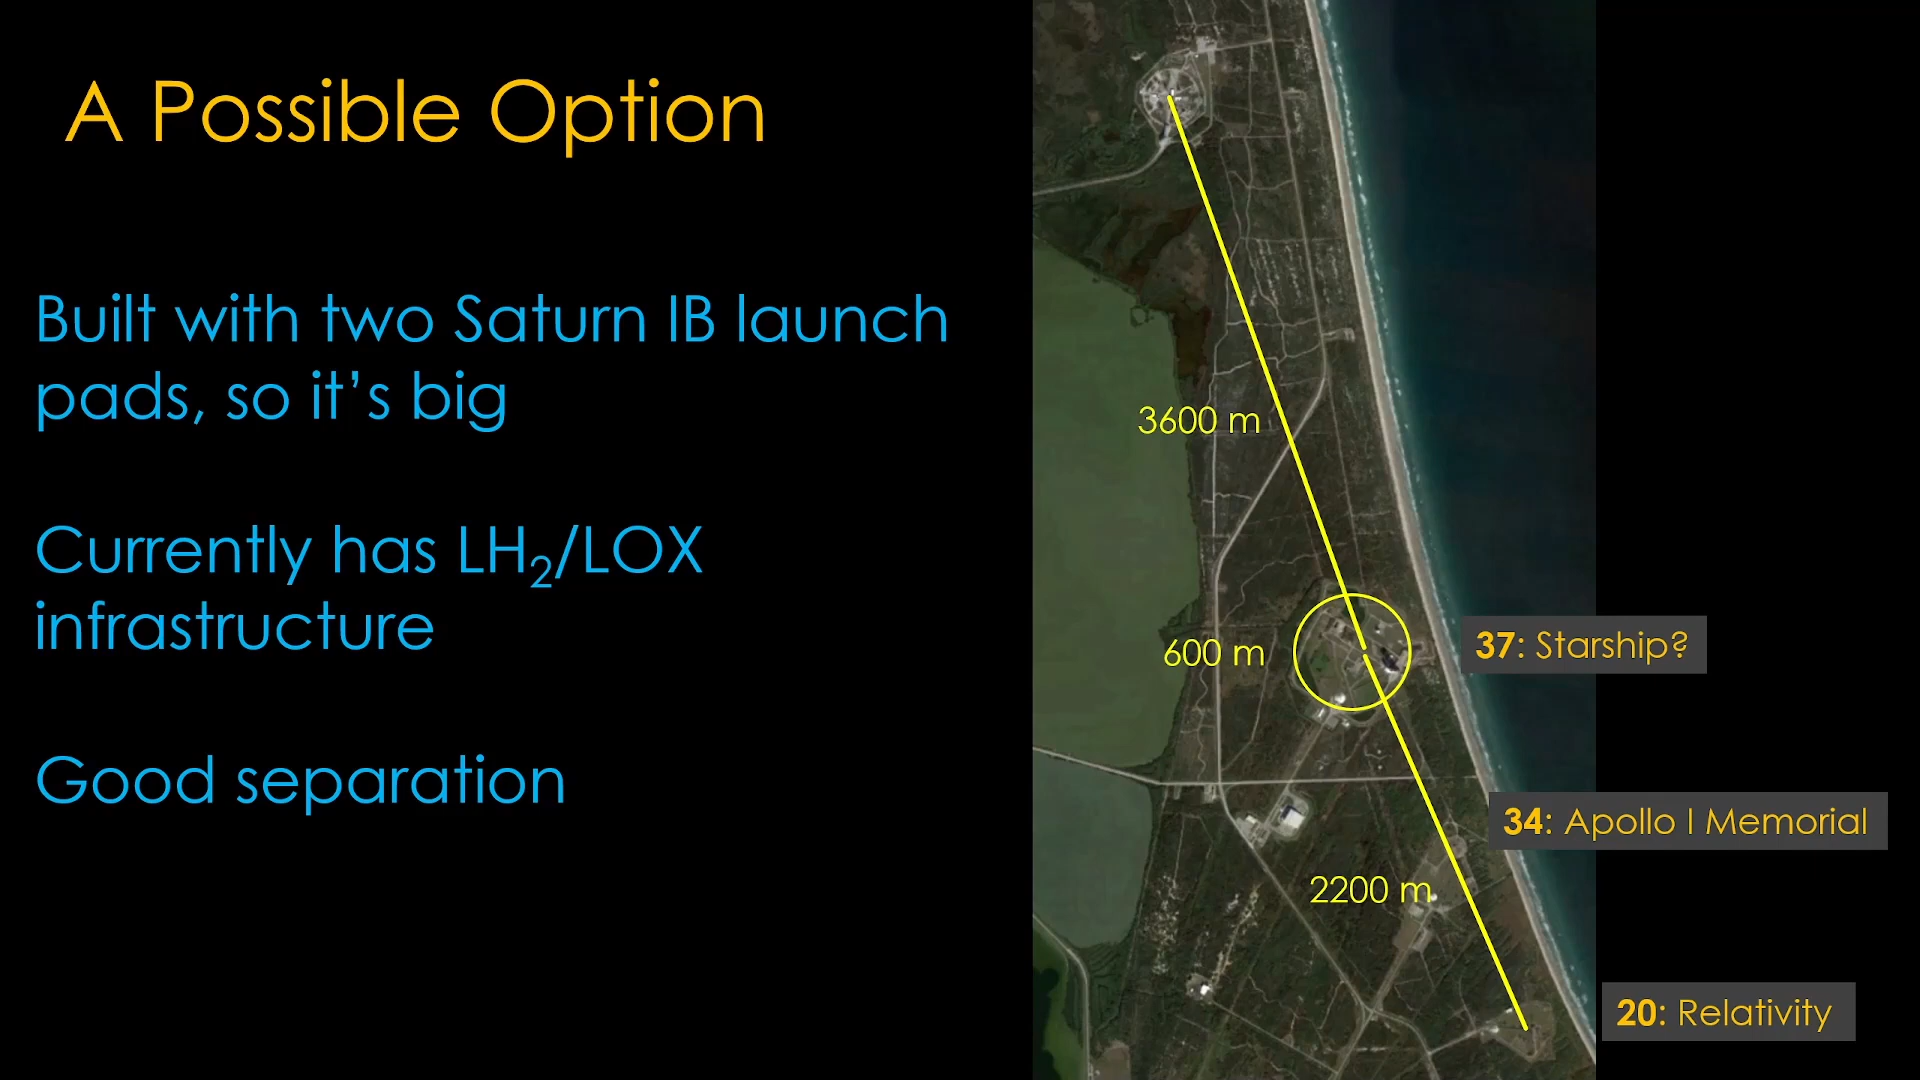 A Possible Option
Built with two Saturn IB launch
pads, so it’s big
Currently has LH₂/LOX
infrastructure
Good separation
3600 m
600 m
37: Starship?
34: Apollo I Memorial
2200 m
20: Relativity